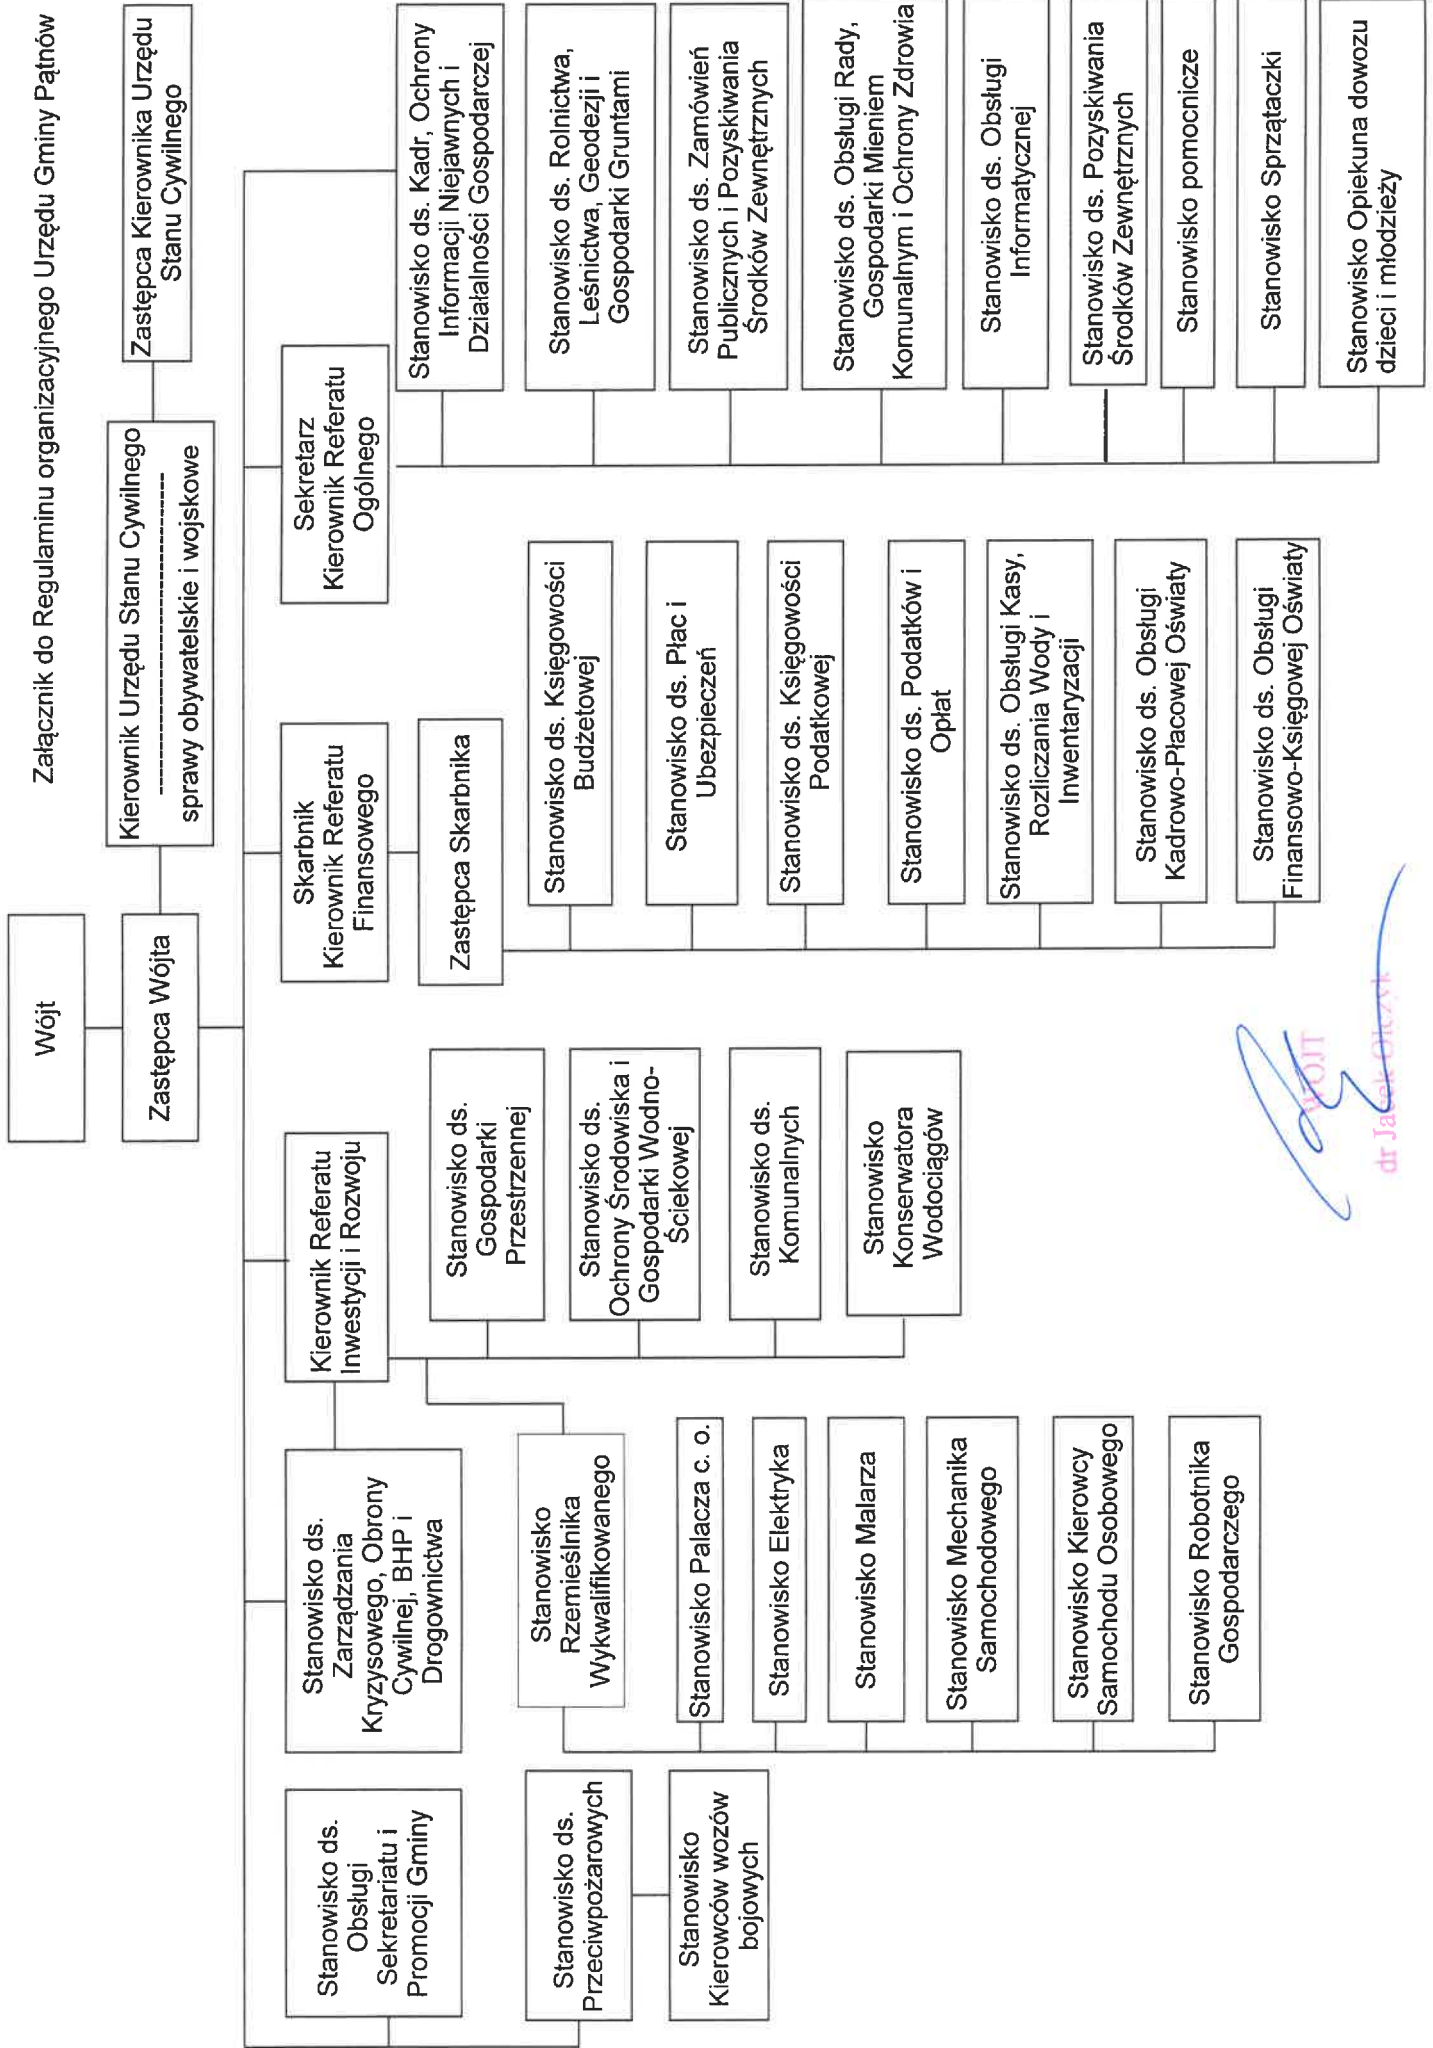 Załącznik do Regulaminu organizacyjnego Urzędu Gminy Pątnów
Wójt
Zastępca Wójta
Kierownik Urzędu Stanu Cywilnego
------------------------------------
sprawy obywatelskie i wojskowe
Zastępca Kierownika Urzędu
Stanu Cywilnego
Stanowisko ds.
Obsługi
Sekretariatu i
Promocji Gminy
Stanowisko ds.
Przeciwpożarowych
Stanowisko
Kierowców wozów
bojowych
Stanowisko ds.
Zarządzania
Kryzysowego, Obrony
Cywilnej, BHP i
Drogownictwa
Kierownik Referatu
Inwestycji i Rozwoju
Stanowisko
Rzemieślnika
Wykwalifikowanego
Stanowisko Palacza c. o.
Stanowisko Elektryka
Stanowisko Malarza
Stanowisko Mechanika
Samochodowego
Stanowisko Kierowcy
Samochodu Osobowego
Stanowisko Robotnika
Gospodarczego
Stanowisko ds.
Gospodarki
Przestrzennej
Stanowisko ds.
Ochrony Środowiska i
Gospodarki Wodno-
Ściekowej
Stanowisko ds.
Komunalnych
Stanowisko
Konserwatora
Wodociągów
Skarbnik
Kierownik Referatu
Finansowego
Zastępca Skarbnika
Stanowisko ds. Księgowości
Budżetowej
Stanowisko ds. Płac i
Ubezpieczeń
Stanowisko ds. Księgowości
Podatkowej
Stanowisko ds. Podatków i
Opłat
Stanowisko ds. Obsługi Kasy,
Rozliczania Wody i
Inwentaryzacji
Stanowisko ds. Obsługi
Kadrowo-Płacowej Oświaty
Stanowisko ds. Obsługi
Finansowo-Księgowej Oświaty
Sekretarz
Kierownik Referatu
Ogólnego
Stanowisko ds. Kadr, Ochrony
Informacji Niejawnych i
Działalności Gospodarczej
Stanowisko ds. Rolnictwa,
Leśnictwa, Geodezji i
Gospodarki Gruntami
Stanowisko ds. Zamówień
Publicznych i Pozyskiwania
Środków Zewnętrznych
Stanowisko ds. Obsługi Rady,
Gospodarki Mieniem
Komunalnym i Ochrony Zdrowia
Stanowisko ds. Obsługi
Informatycznej
Stanowisko ds. Pozyskiwania
Środków Zewnętrznych
Stanowisko pomocnicze
Stanowisko Sprzątaczki
Stanowisko Opiekuna dowozu
dzieci i młodzieży
WÓJT
dr Jacek Olczyk